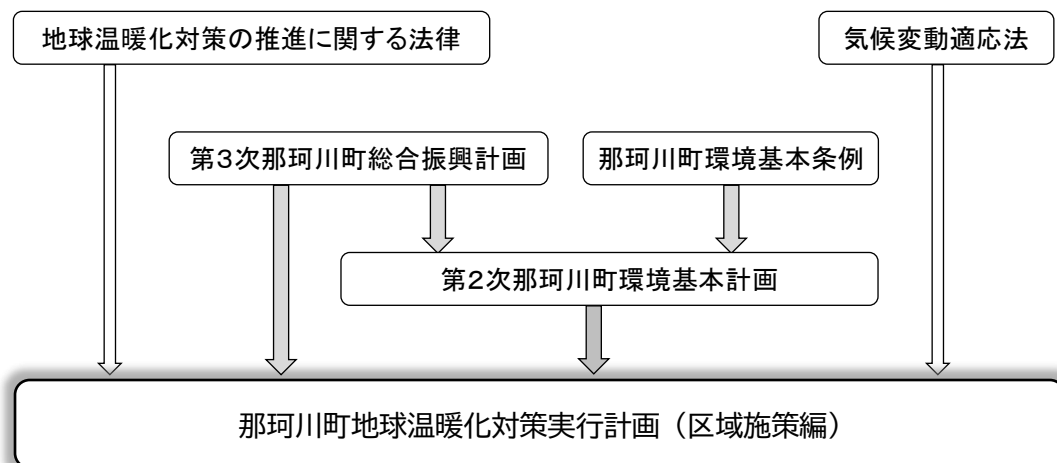 地球温暖化対策の推進に関する法律
気候変動適応法
第3次那珂川町総合振興計画
那珂川町環境基本条例
第2次那珂川町環境基本計画
那珂川町地球温暖化対策実行計画（区域施策編）